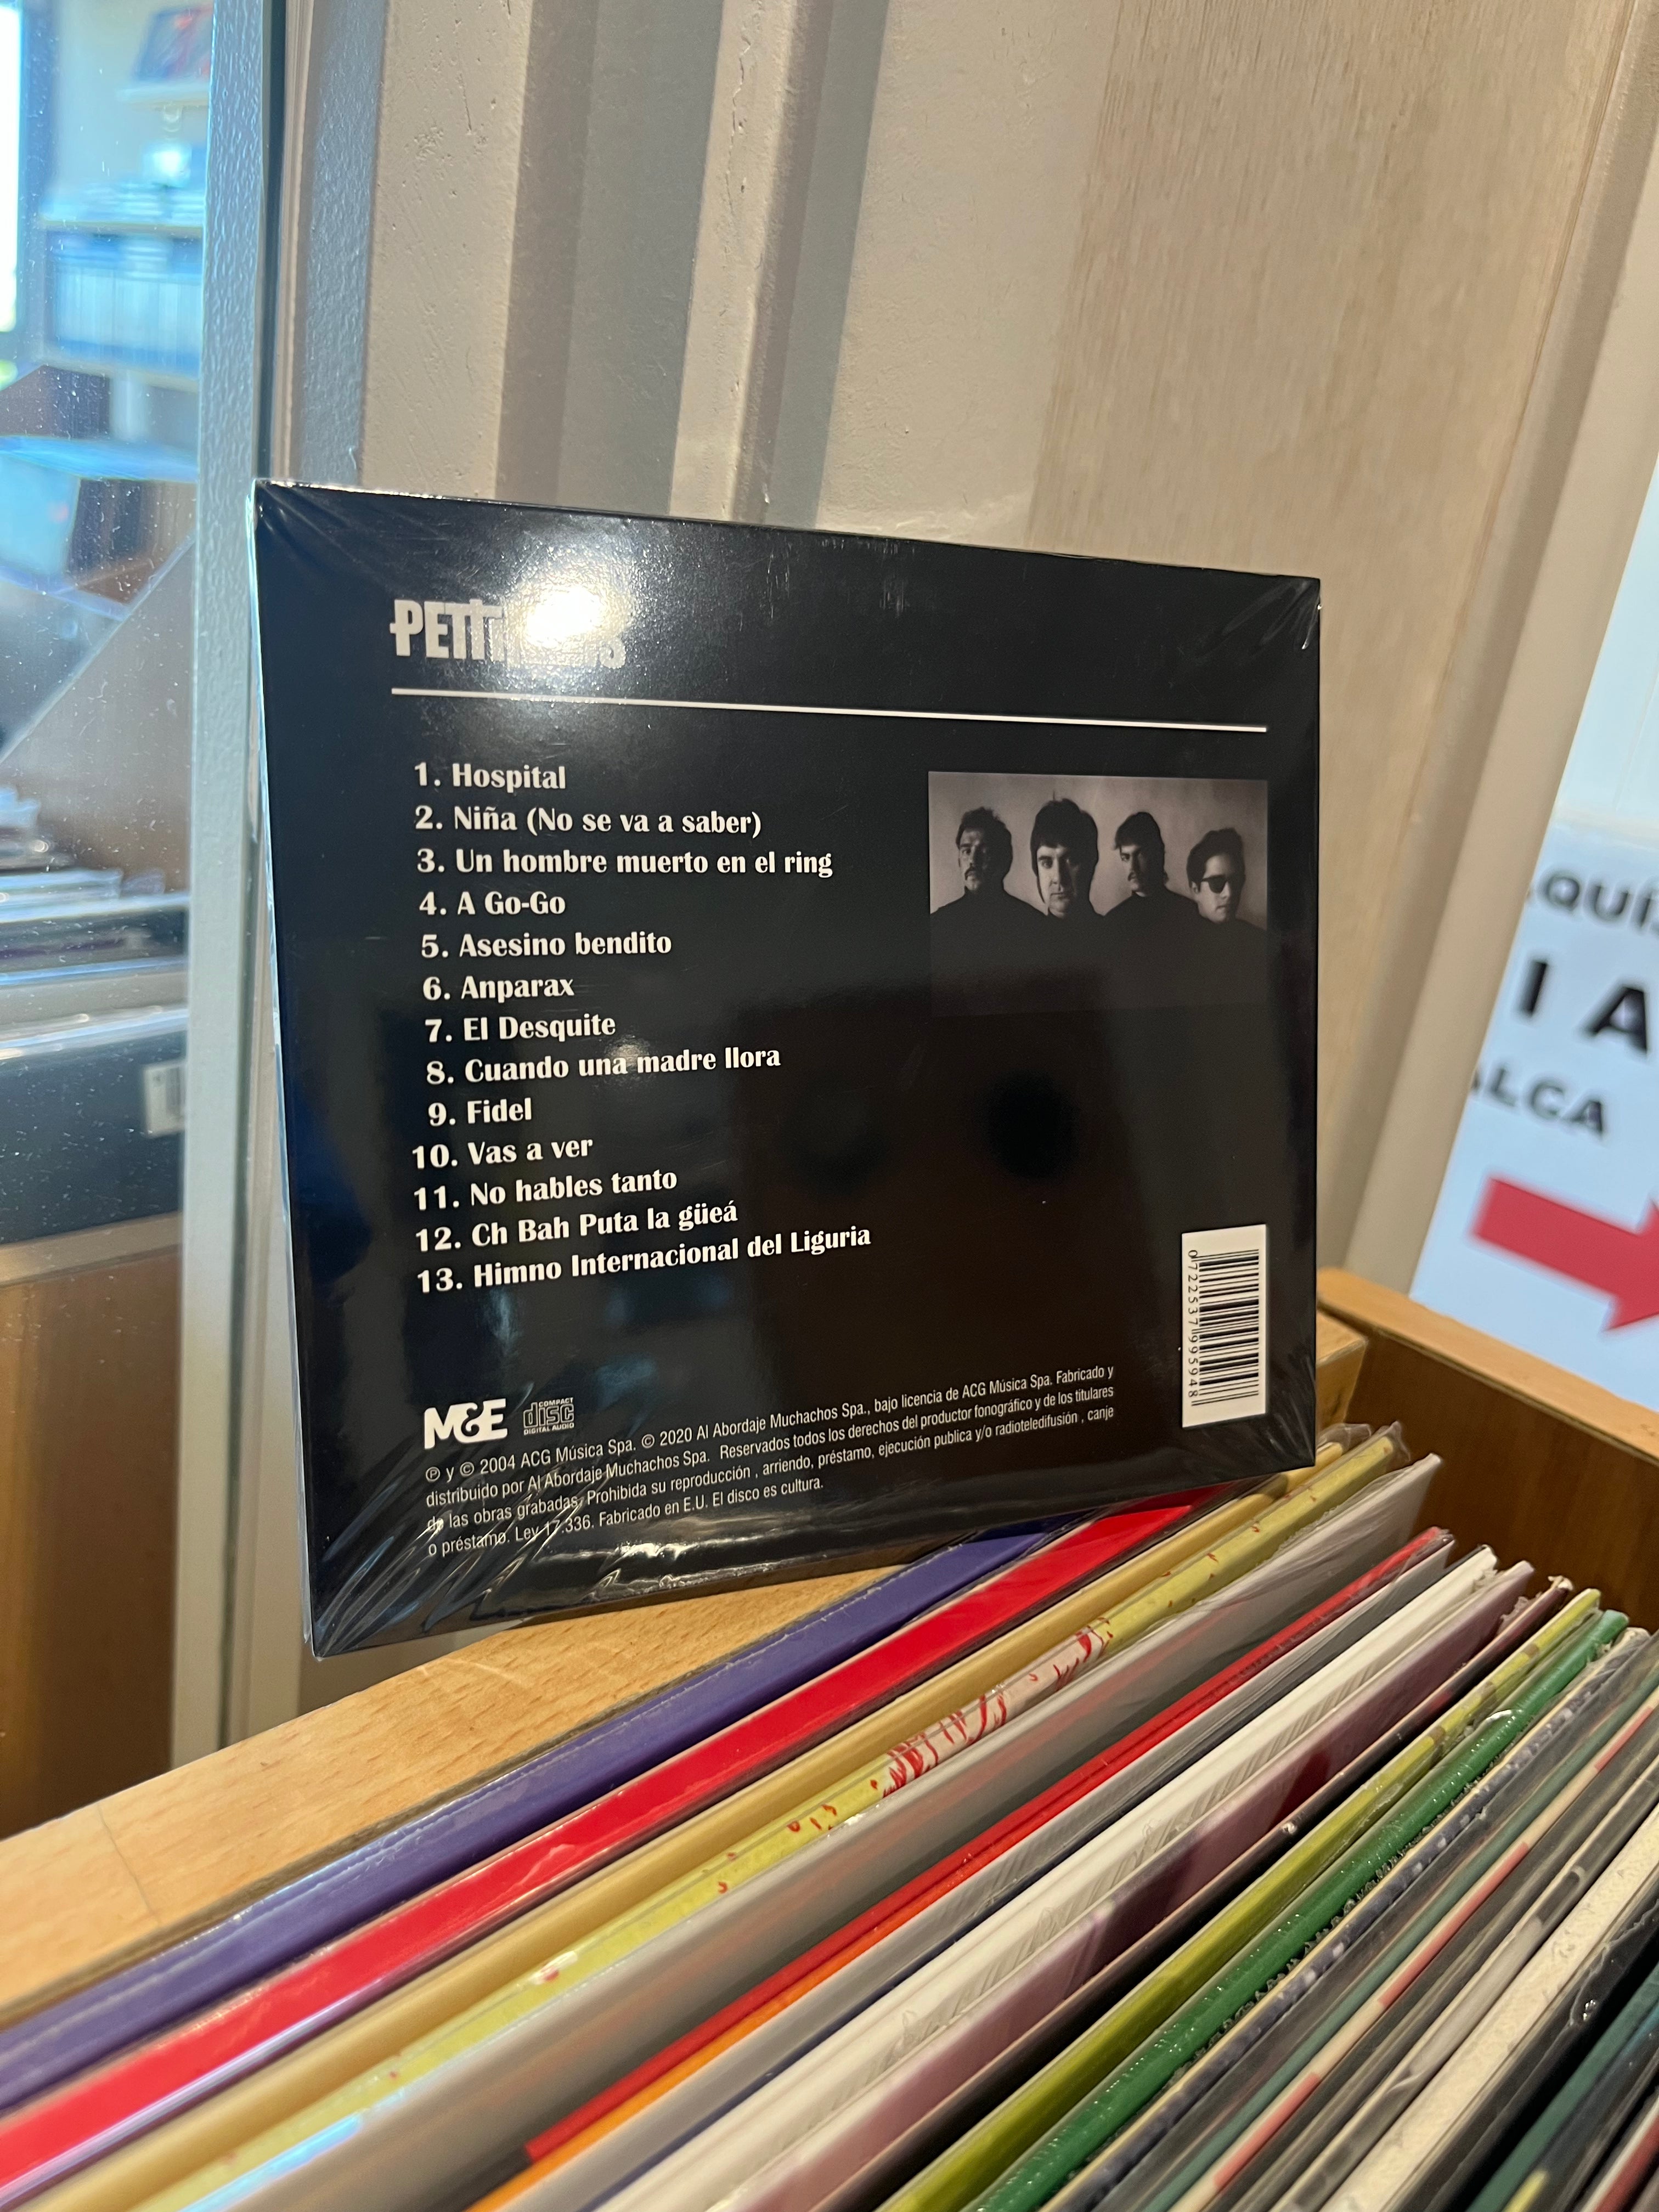 1. Hospital
2. Niña (No se va a saber)
3. Un hombre muerto en el ring
4. A Go-Go
5. Asesino bendito
6. Anparax
7. El Desquite
8. Cuando una madre llora
9. Fidel
10. Vas a ver
11. No hables tanto
12. Ch Bah Puta la güeá
13. Himno Internacional del Liguria
M&E COMPACT disc DIGITAL AUDIO
℗ y © 2004 ACG Música Spa. © 2020 Al Abordaje Muchachos Spa., bajo licencia de ACG Música Spa. Fabricado y
distribuido por Al Abordaje Muchachos Spa. Reservados todos los derechos del productor fonográfico y de los titulares
de las obras grabadas. Prohibida su reproducción , arriendo, préstamo, ejecución publica y/o radioteledifusión , canje
o préstamo. Ley 17.336. Fabricado en E.U. El disco es cultura.
0722537995948
I A